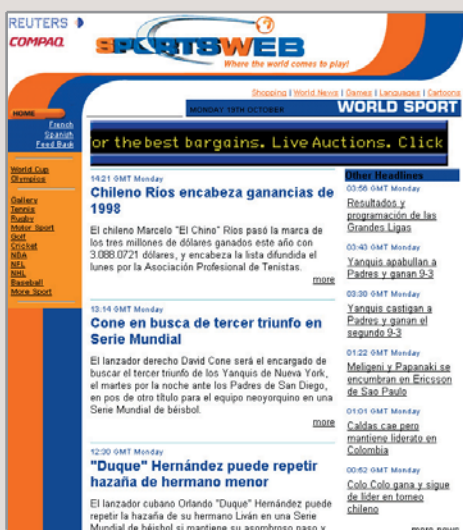 REUTERS
COMPAQ
SPORTSWEB
Where the world comes to play!
Shopping | World News | Games | Languages | Cartoons
MONDAY 19TH OCTOBER
WORLD SPORT
HOME
French
Spanish
Feed Back
World Cup
Olympics
Gallery
Tennis
Rugby
Motor Sport
Golf
Cricket
NBA
NFL
NHL
Baseball
More Sport
or the best bargains. Live Auctions. Click
14:21 GMT Monday
Chileno Ríos encabeza ganancias de
1998
El chileno Marcelo "El Chino" Ríos pasó la marca de
los tres millones de dólares ganados este año con
3.088.0721 dólares, y encabeza la lista difundida el
lunes por la Asociación Profesional de Tenistas.
more
13:14 GMT Monday
Cone en busca de tercer triunfo en
Serie Mundial
El lanzador derecho David Cone será el encargado de
buscar el tercer triunfo de los Yanquis de Nueva York,
el martes por la noche ante los Padres de San Diego,
en pos de otro título para el equipo neoyorquino en una
Serie Mundial de béisbol.
more
12:30 GMT Monday
"Duque" Hernández puede repetir
hazaña de hermano menor
El lanzador cubano Orlando "Duque" Hernández puede
repetir la hazaña de su hermano Liván en una Serie
Mundial de béisbol si mantiene su asombroso paso y
Other Headlines
03:56 GMT Monday
Resultados y
programación de las
Grandes Ligas
03:43 GMT Monday
Yanquis apabullan a
Padres y ganan 9-3
03:30 GMT Monday
Yanquis castigan a
Padres y ganan el
segundo 9-3
01:22 GMT Monday
Meligeni y Papanaki se
encumbran en Ericsson
de Sao Paulo
01:01 GMT Monday
Caldas cae pero
mantiene liderato en
Colombia
00:52 GMT Monday
Colo Colo gana y sigue
de líder en torneo
chileno
more news